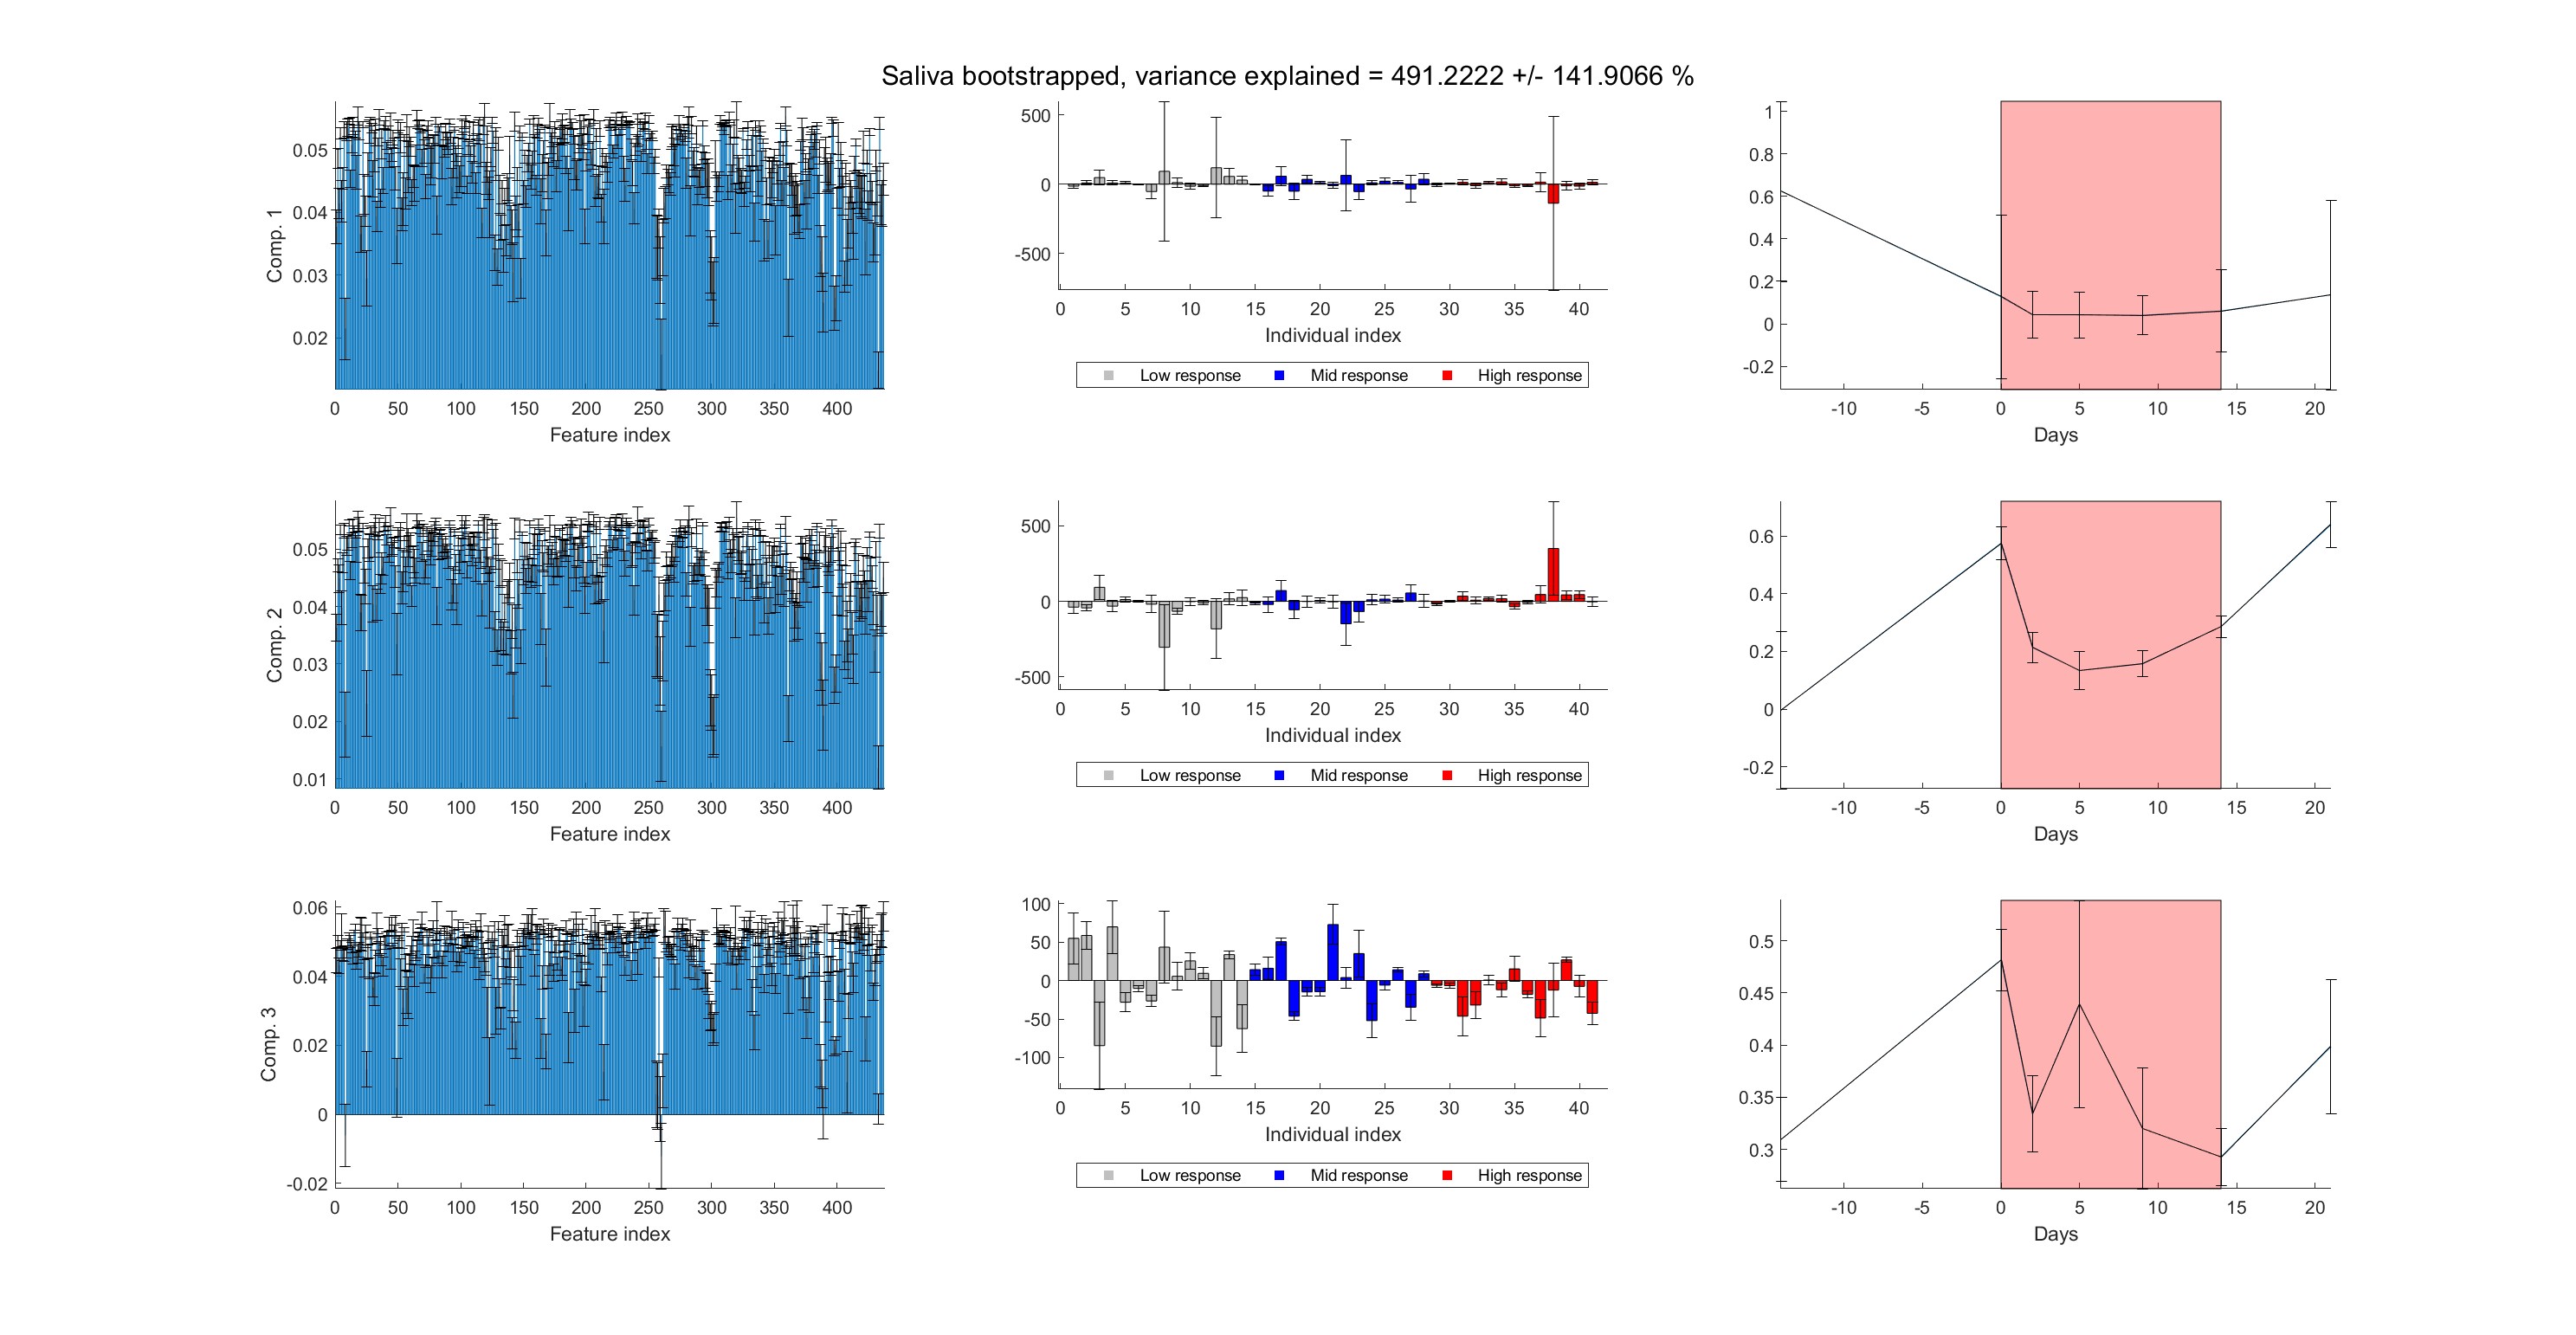 Saliva bootstrapped, variance explained = 491.2222 +/- 141.9066 %
Comp. 1
0.05
0.04
0.03
0.02
0 50 100 150 200 250 300 350 400
Feature index
500
0
-500
0 5 10 15 20 25 30 35 40
Individual index
Low response Mid response High response
1
0.8
0.6
0.4
0.2
0
-0.2
-10 -5 0 5 10 15 20
Days
Comp. 2
0.05
0.04
0.03
0.02
0.01
0 50 100 150 200 250 300 350 400
Feature index
500
0
-500
0 5 10 15 20 25 30 35 40
Individual index
Low response Mid response High response
0.6
0.4
0.2
0
-0.2
-10 -5 0 5 10 15 20
Days
Comp. 3
0.06
0.04
0.02
0
-0.02
0 50 100 150 200 250 300 350 400
Feature index
100
50
0
-50
-100
0 5 10 15 20 25 30 35 40
Individual index
Low response Mid response High response
0.5
0.45
0.4
0.35
0.3
-10 -5 0 5 10 15 20
Days